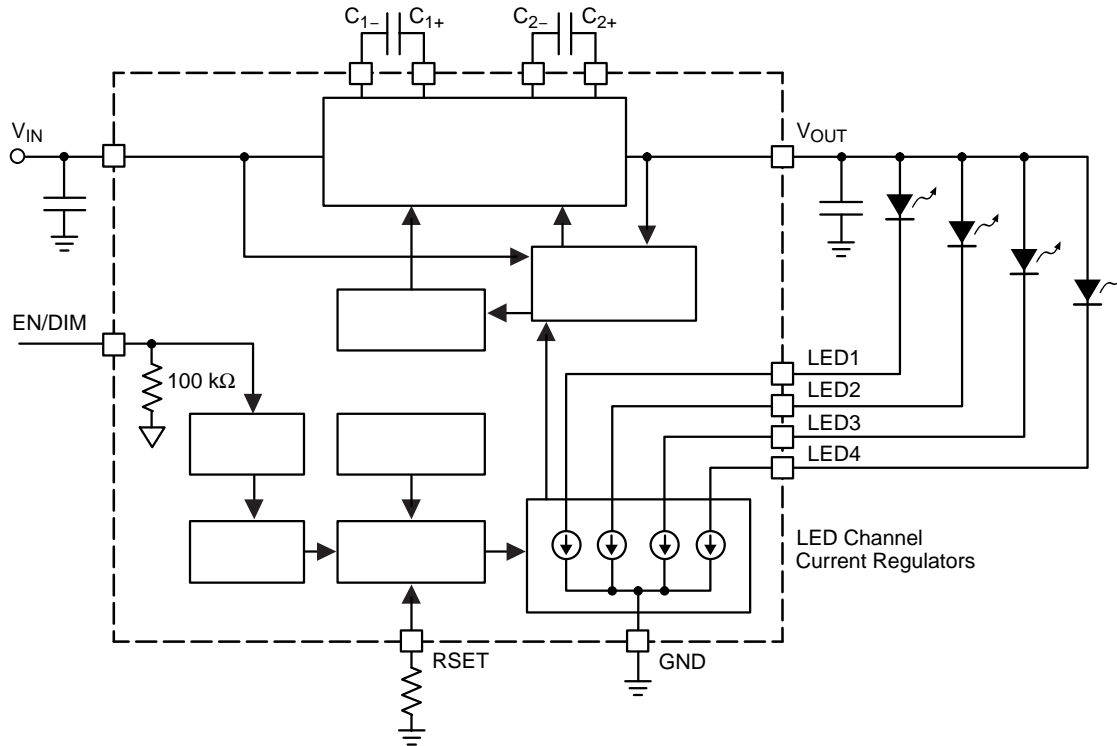 C1− C1+ C2− C2+
VIN
VOUT
EN/DIM
100 kΩ
LED1
LED2
LED3
LED4
LED Channel
Current Regulators
RSET
GND